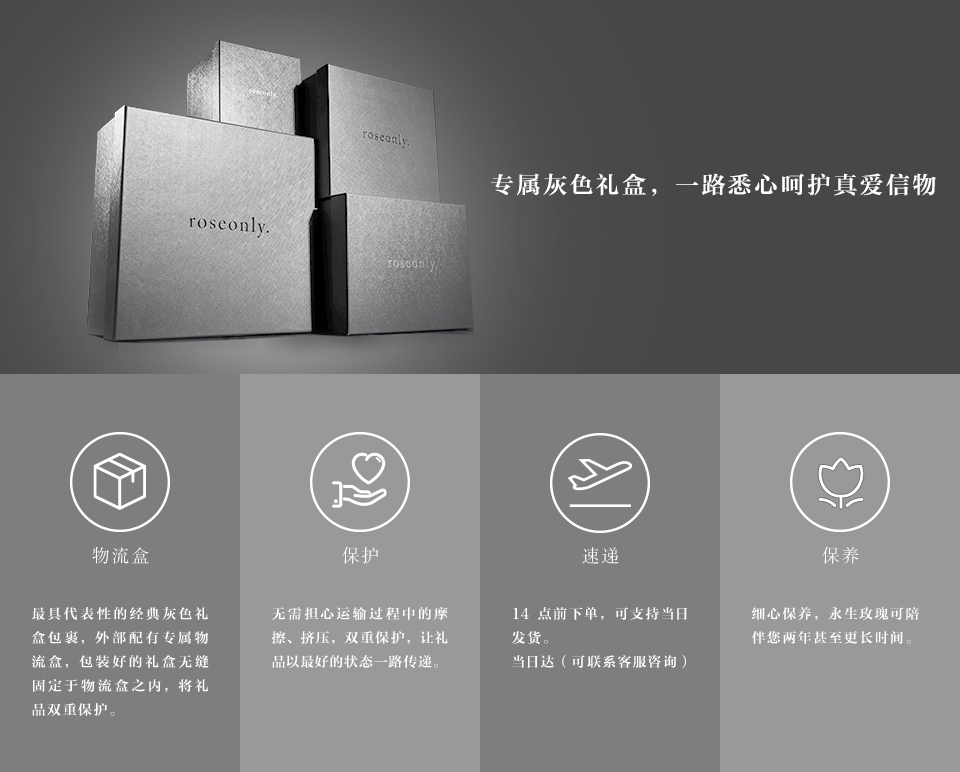 roseonly.
roseonly.
roseonly.
roseonly.
专属灰色礼盒，一路悉心呵护真爱信物
物流盒
最具代表性的经典灰色礼
盒包裹，外部配有专属物
流盒，包装好的礼盒无缝
固定于物流盒之内，将礼
品双重保护。
保护
无需担心运输过程中的摩
擦、挤压，双重保护，让礼
品以最好的状态一路传递。
速递
14 点前下单，可支持当日
发货。
当日达（可联系客服咨询）
保养
细心保养，永生玫瑰可陪
伴您两年甚至更长时间。